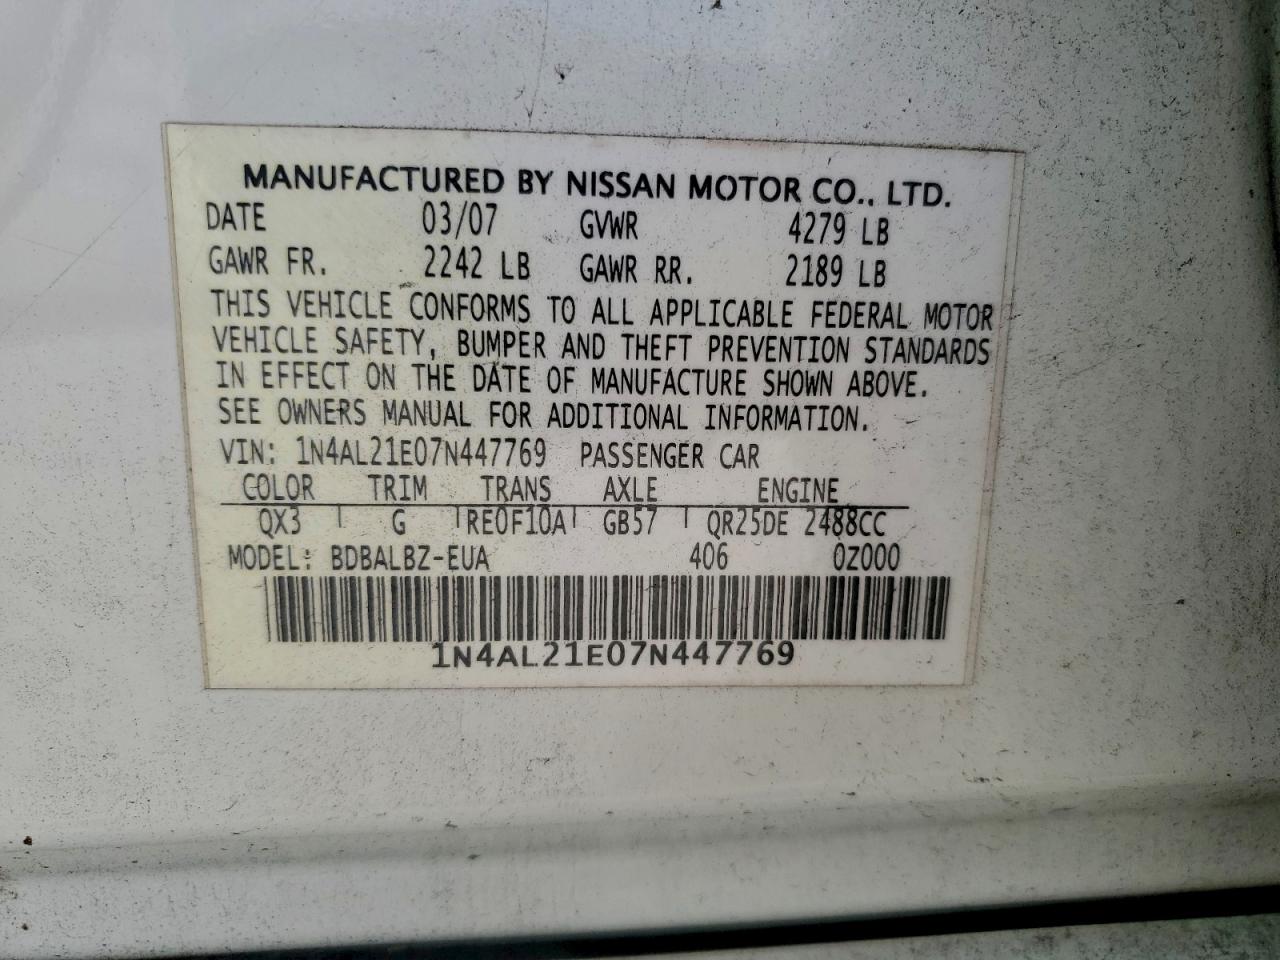 MANUFACTURED BY NISSAN MOTOR CO., LTD.
DATE 03/07 GVWR 4279 LB
GAWR FR. 2242 LB GAWR RR. 2189 LB
THIS VEHICLE CONFORMS TO ALL APPLICABLE FEDERAL MOTOR
VEHICLE SAFETY, BUMPER AND THEFT PREVENTION STANDARDS
IN EFFECT ON THE DATE OF MANUFACTURE SHOWN ABOVE.
SEE OWNERS MANUAL FOR ADDITIONAL INFORMATION.
VIN: 1N4AL21E07N447769 PASSENGER CAR
COLOR TRIM TRANS AXLE ENGINE
QX3 G RE0F10A GB57 QR25DE 2488CC
MODEL: BDBALBZ-EUA 406 0Z000
1N4AL21E07N447769